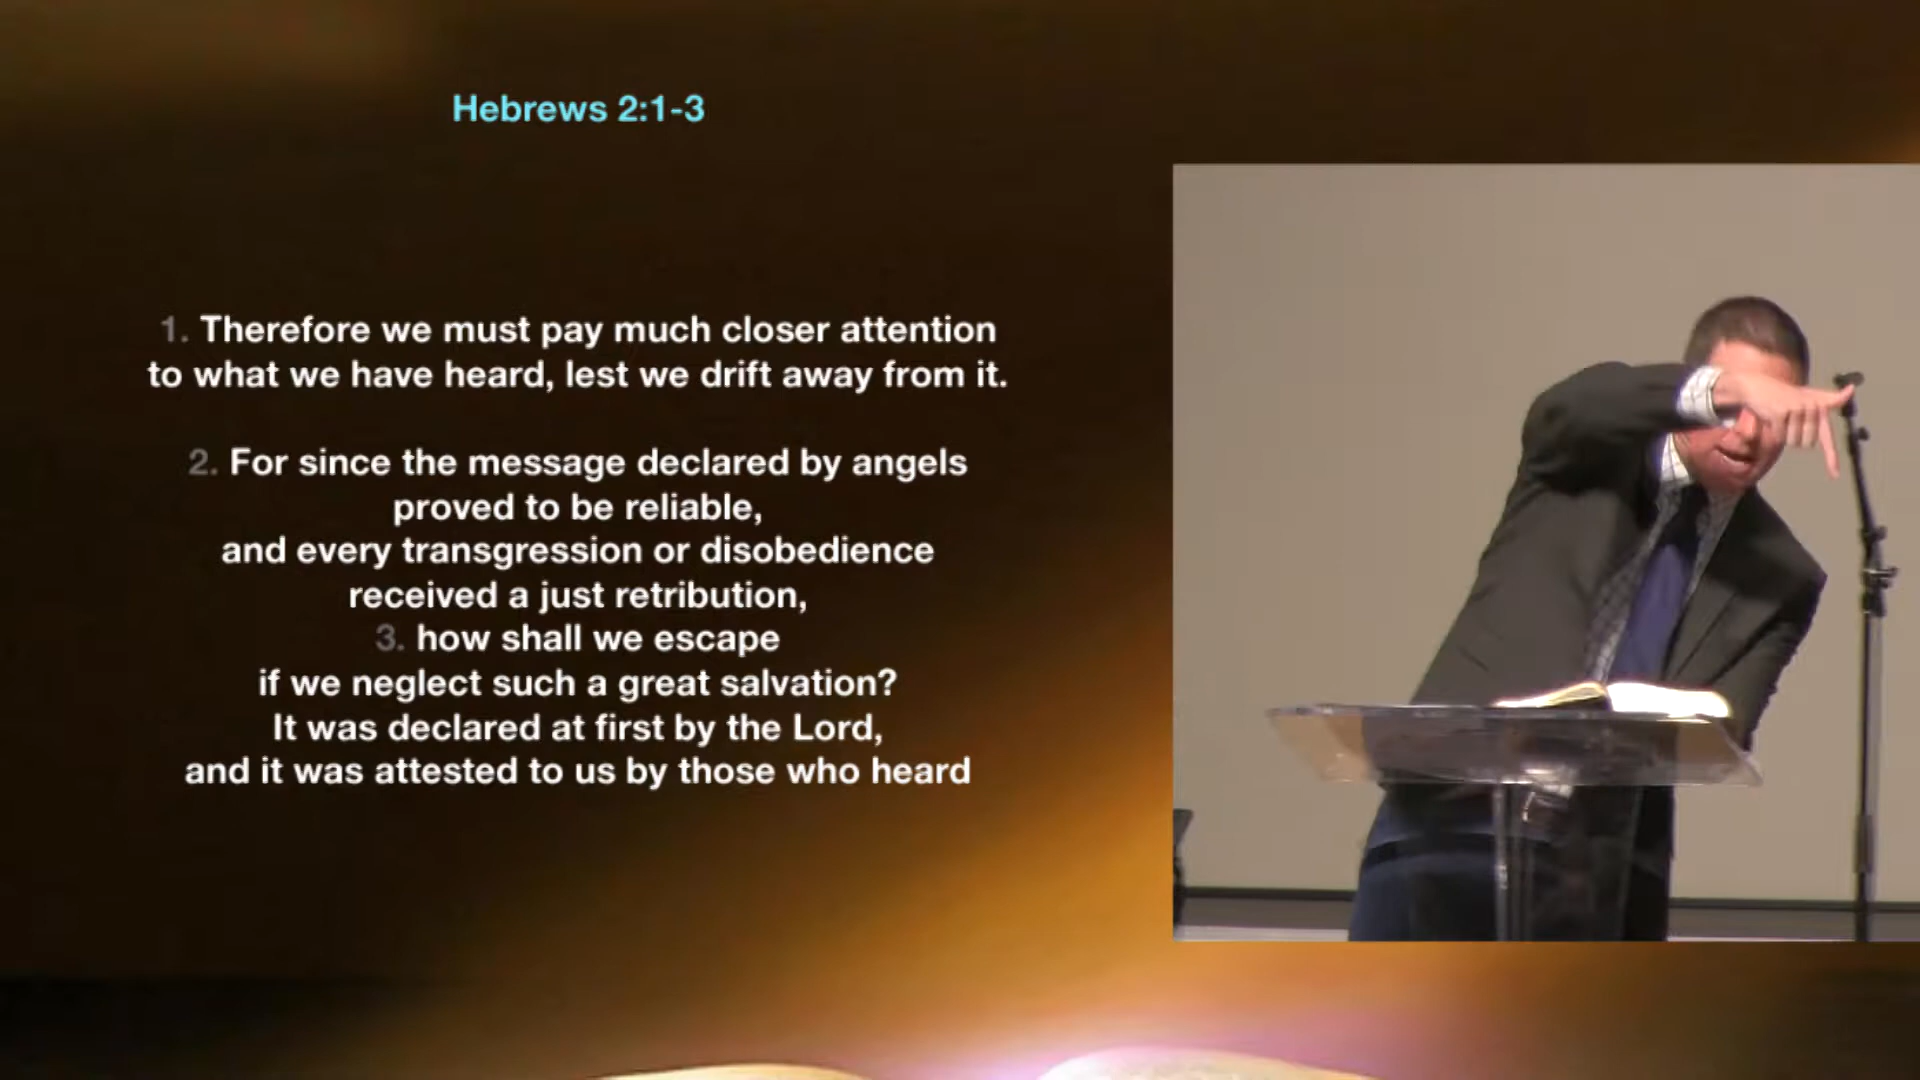 Hebrews 2:1-3
1. Therefore we must pay much closer attention
to what we have heard, lest we drift away from it.
2. For since the message declared by angels
proved to be reliable,
and every transgression or disobedience
received a just retribution,
3. how shall we escape
if we neglect such a great salvation?
It was declared at first by the Lord,
and it was attested to us by those who heard